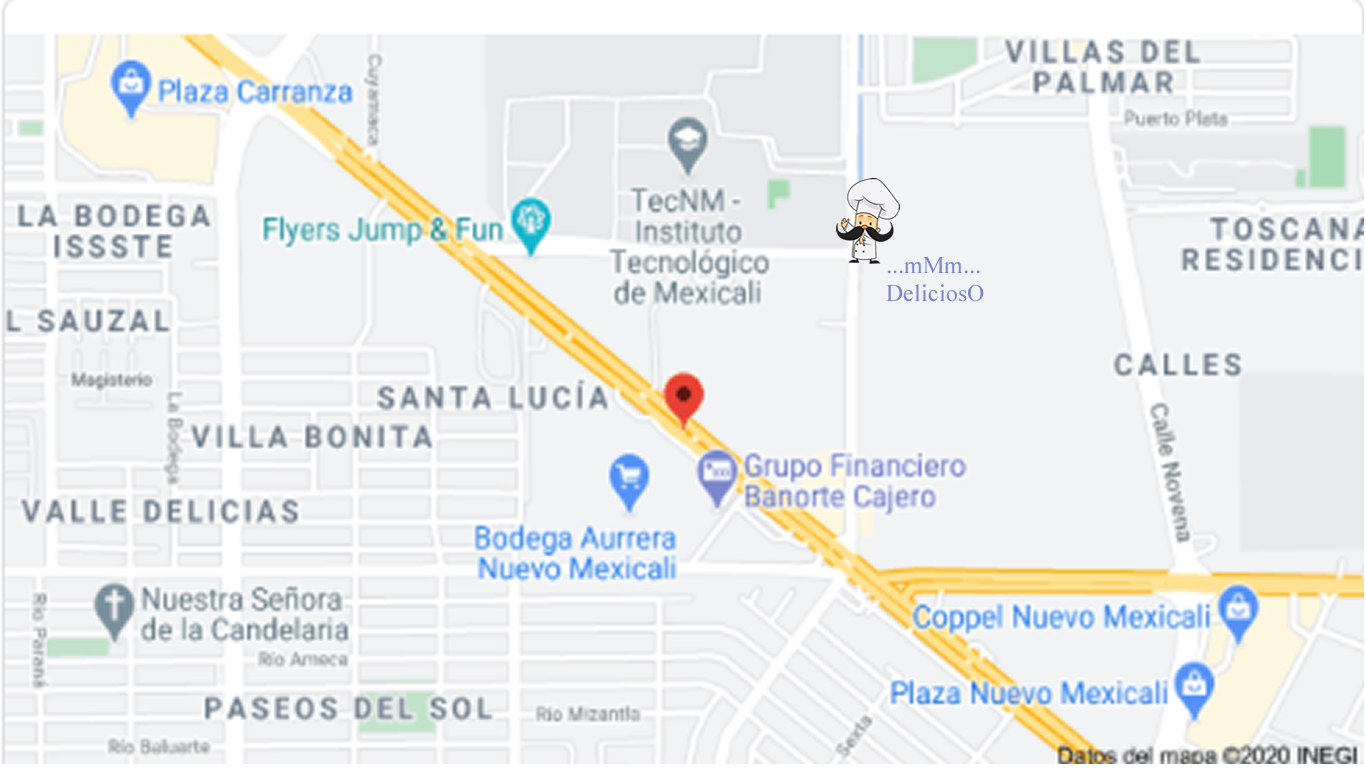 VILLAS DEL
PALMAR
Plaza Carranza
Cuyamaca
Puerto Plata
LA BODEGA
ISSSTE
Flyers Jump & Fun
TecNM -
Instituto
Tecnológico
de Mexicali
TOSCANA
RESIDENCI
...mMm...
DeliciosO
L SAUZAL
Magisterio
La Bodega
SANTA LUCÍA
CALLES
VILLA BONITA
Calle Novena
Grupo Financiero
Banorte Cajero
VALLE DELICIAS
Bodega Aurrera
Nuevo Mexicali
Río Paraná
Nuestra Señora
de la Candelaria
Coppel Nuevo Mexicali
Río Ameca
Plaza Nuevo Mexicali
PASEOS DEL SOL
Río Mizantla
Sexta
Río Baluarte
Datos del mapa ©2020 INEGI